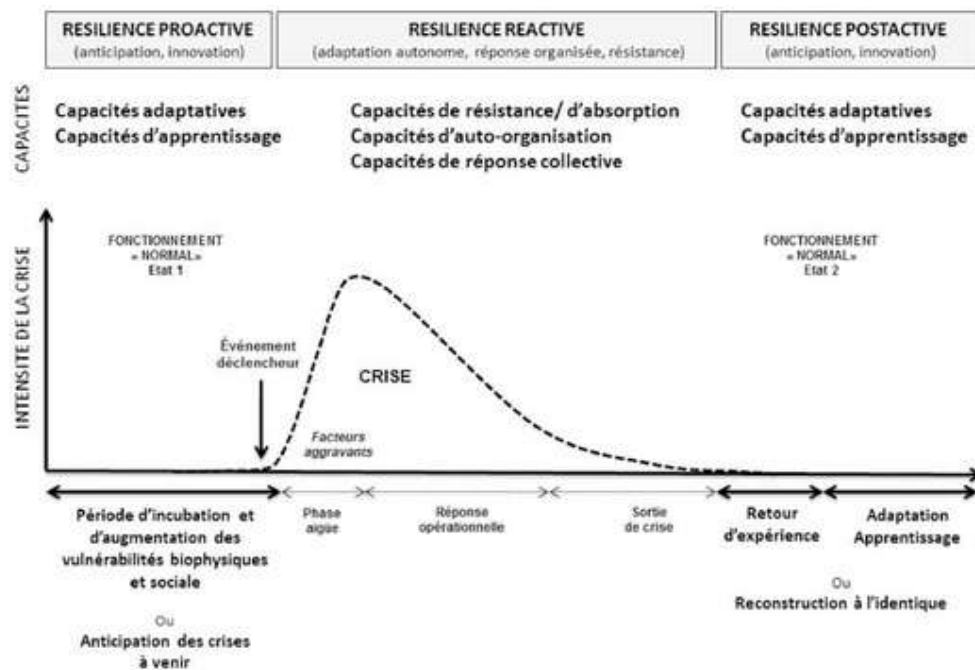 RESILIENCE PROACTIVE
(anticipation, innovation)
RESILIENCE REACTIVE
(adaptation autonome, réponse organisée, résistance)
RESILIENCE POSTACTIVE
(anticipation, innovation)
CAPACITES
Capacités adaptatives
Capacités d'apprentissage
Capacités de résistance/ d'absorption
Capacités d'auto-organisation
Capacités de réponse collective
Capacités adaptatives
Capacités d'apprentissage
INTENSITE DE LA CRISE
FONCTIONNEMENT
« NORMAL»
Etat 1
FONCTIONNEMENT
« NORMAL»
Etat 2
Événement
déclencheur
CRISE
Facteurs
aggravants
Période d'incubation et
d'augmentation des
vulnérabilités biophysiques
et sociale
Ou
Anticipation des crises
à venir
Phase
aigüe
Réponse
opérationnelle
Sortie
de crise
Retour
d'expérience
Adaptation
Apprentissage
Ou
Reconstruction à l'identique